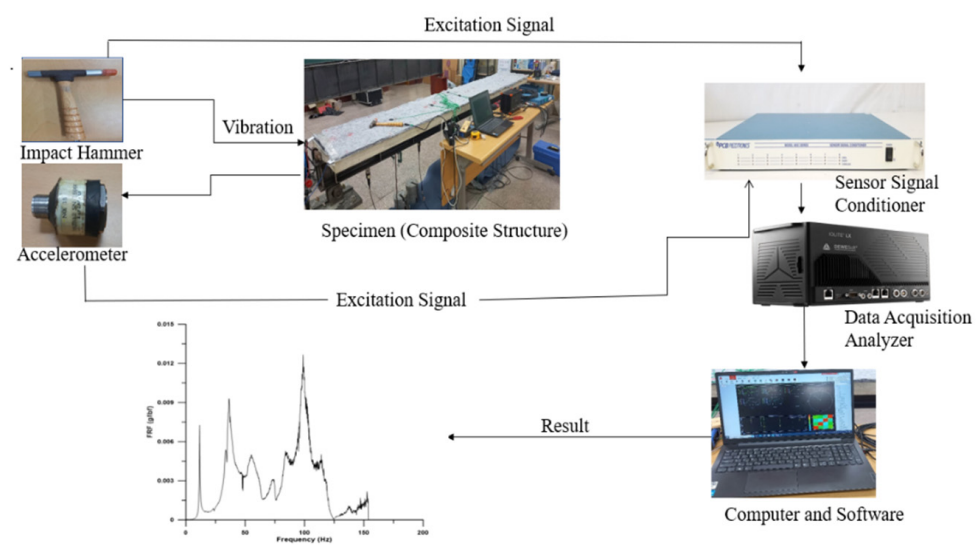 Excitation Signal
Impact Hammer
Vibration
Specimen (Composite Structure)
Sensor Signal
Conditioner
Accelerometer
Excitation Signal
Data Acquisition
Analyzer
0.015
0.012
0.009
0.006
0.003
0
FRF (g/lbf)
0
50
100
150
200
Frequency (Hz)
Result
Computer and Software